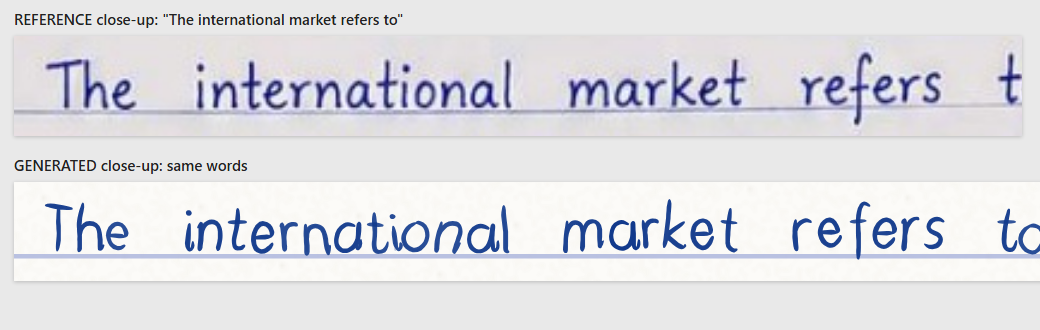 REFERENCE close-up: "The international market refers to"
The international market refers t
GENERATED close-up: same words
The international market refers to